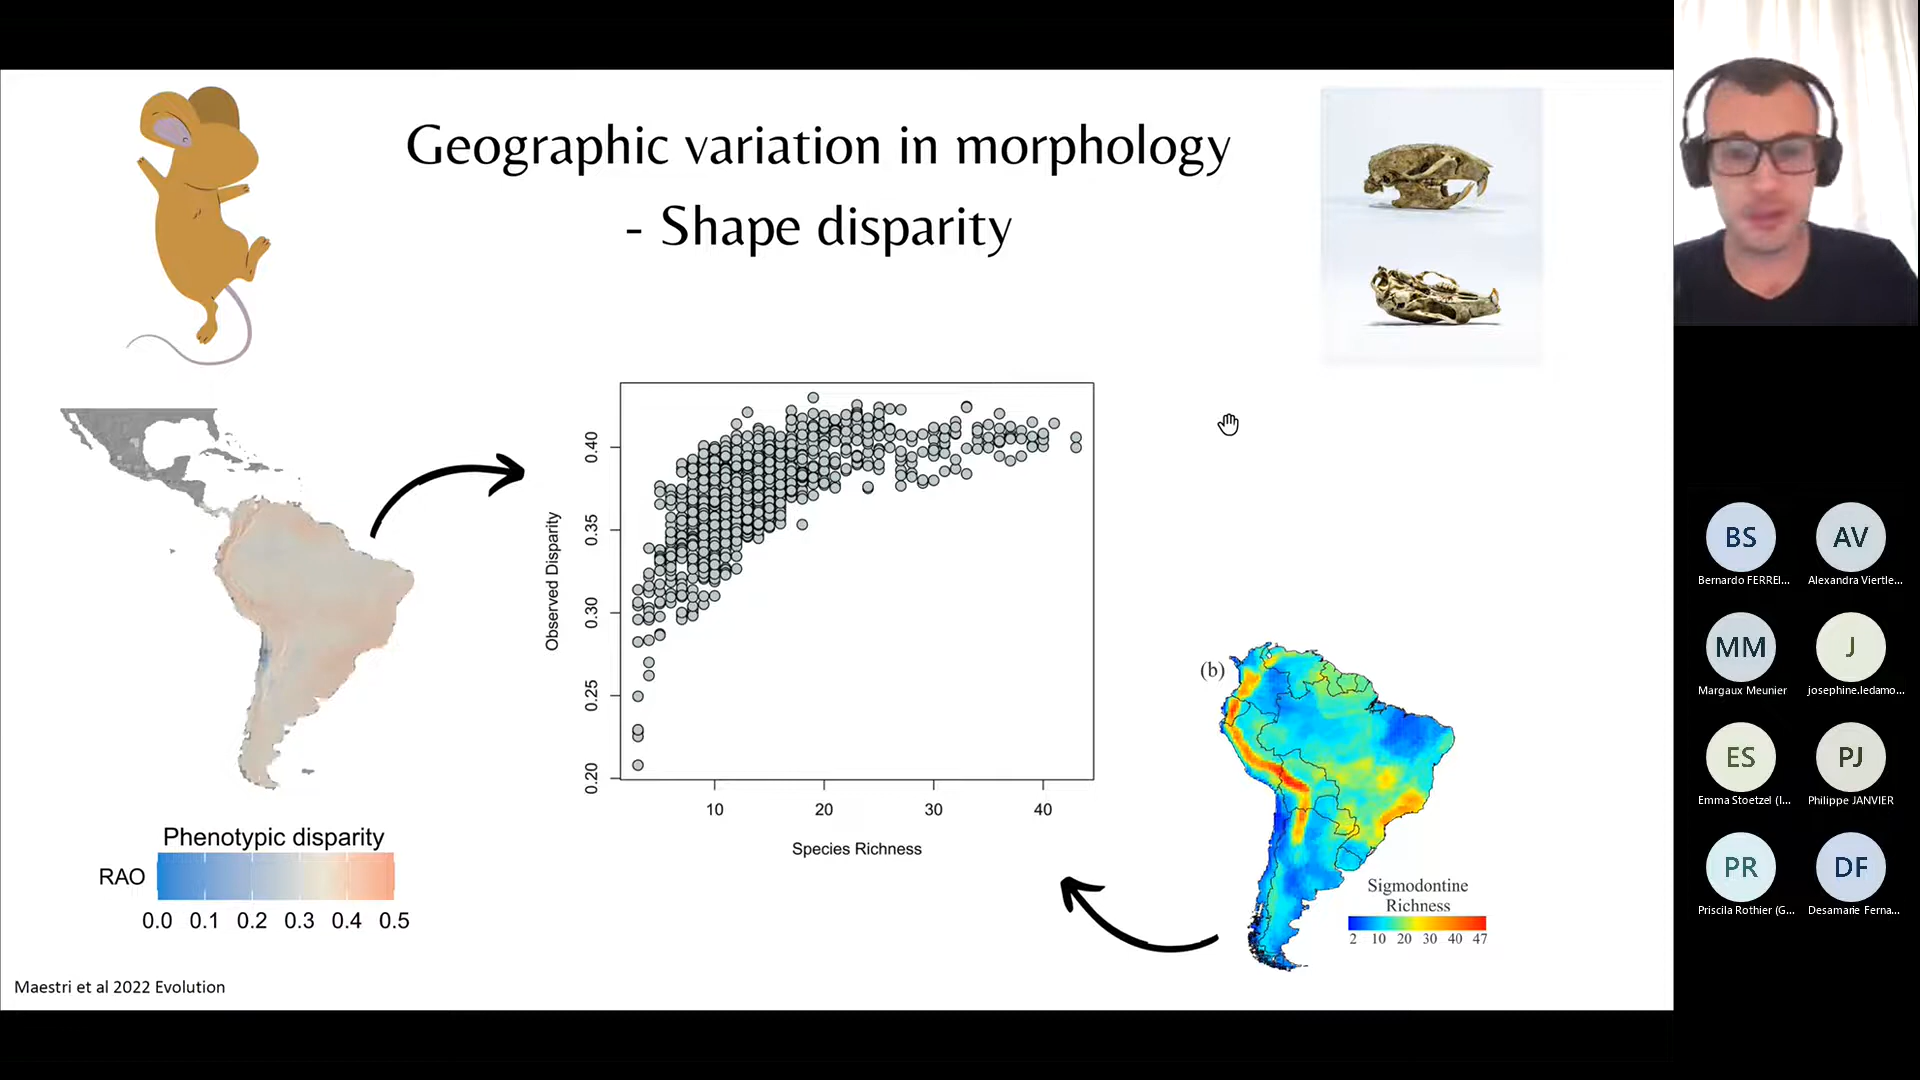 Geographic variation in morphology
- Shape disparity
Observed Disparity
0.40
0.35
0.30
0.25
0.20
10 20 30 40
Species Richness
Phenotypic disparity
RAO
0.0 0.1 0.2 0.3 0.4 0.5
(b)
Sigmodontine
Richness
2 10 20 30 40 47
Maestri et al 2022 Evolution
BS AV
Bernardo FERREI... Alexandra Viertle...
MM J
Margaux Meunier josephine.ledamo...
ES PJ
Emma Stoetzel (I... Philippe JANVIER
PR DF
Priscila Rothier (G... Desamarie Ferna...